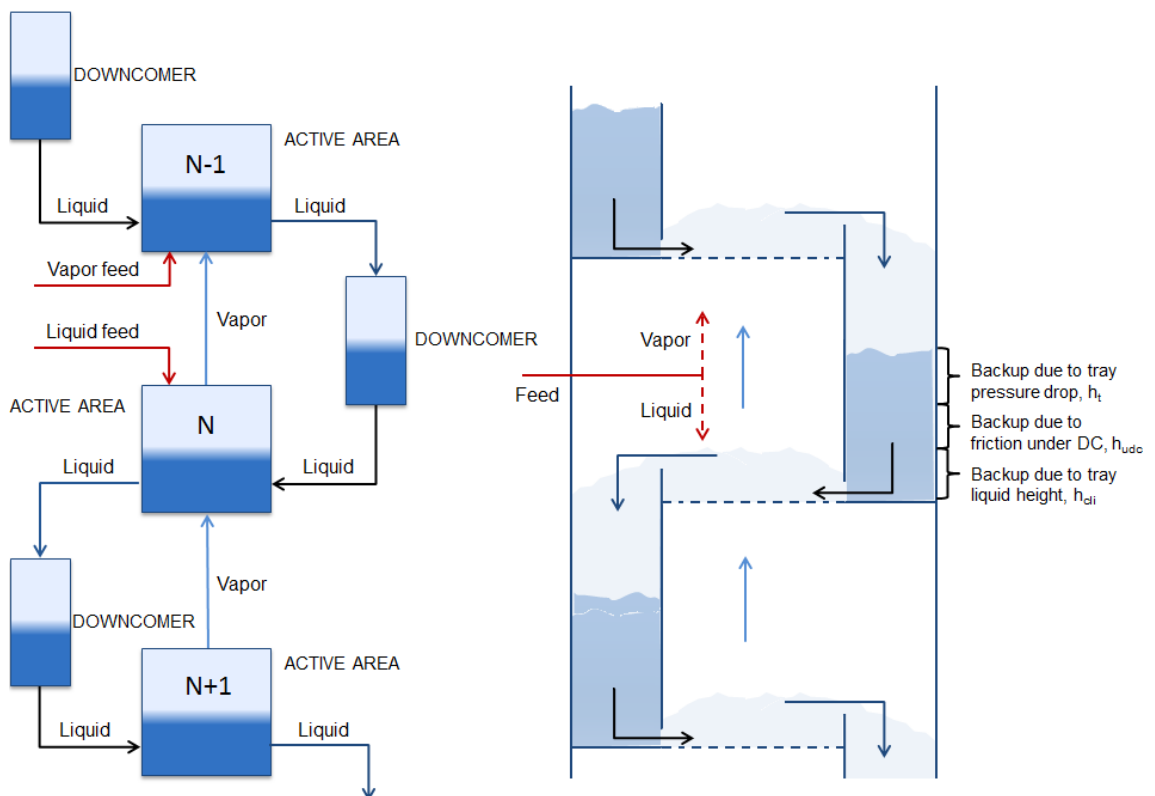 DOWNCOMER
ACTIVE AREA
N-1
Liquid
Liquid
Vapor feed
Vapor
Liquid feed
DOWNCOMER
ACTIVE AREA
N
Liquid
Liquid
Vapor
DOWNCOMER
ACTIVE AREA
N+1
Liquid
Liquid
Vapor
Feed
Liquid
Backup due to tray
pressure drop, ht
Backup due to
friction under DC, hudc
Backup due to tray
liquid height, hcli